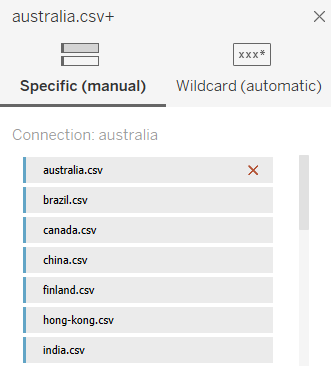 australia.csv+
xxx*
Specific (manual)
Wildcard (automatic)
Connection: australia
australia.csv
brazil.csv
canada.csv
china.csv
finland.csv
hong-kong.csv
india.csv